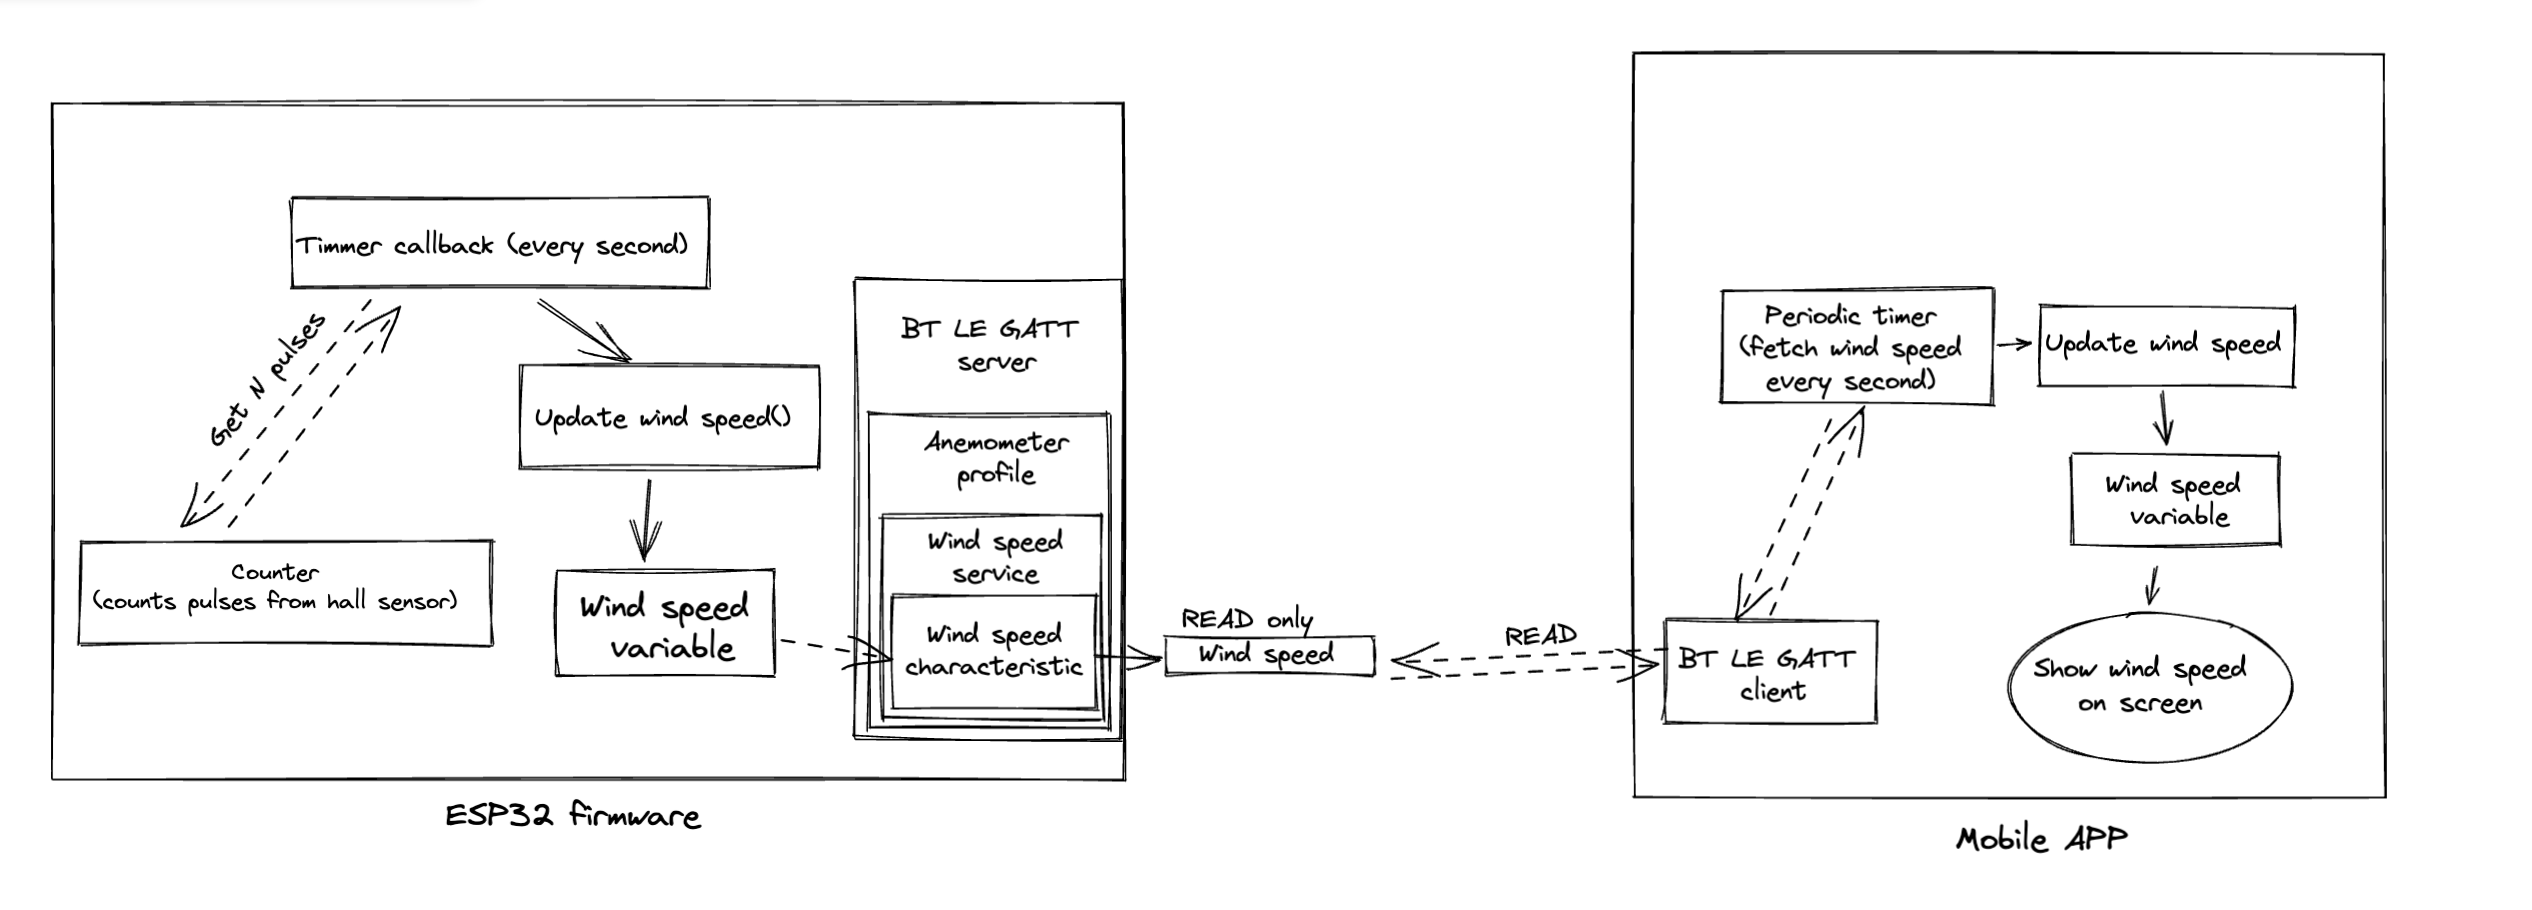 Timmer callback (every second)
Get N pulses
Update wind speed()
Counter
(counts pulses from hall sensor)
Wind speed
variable
BT LE GATT
server
Anemometer
profile
Wind speed
service
Wind speed
characteristic
ESP32 firmware
READ only
Wind speed
READ
Periodic timer
(fetch wind speed
every second)
Update wind speed
Wind speed
variable
BT LE GATT
client
Show wind speed
on screen
Mobile APP